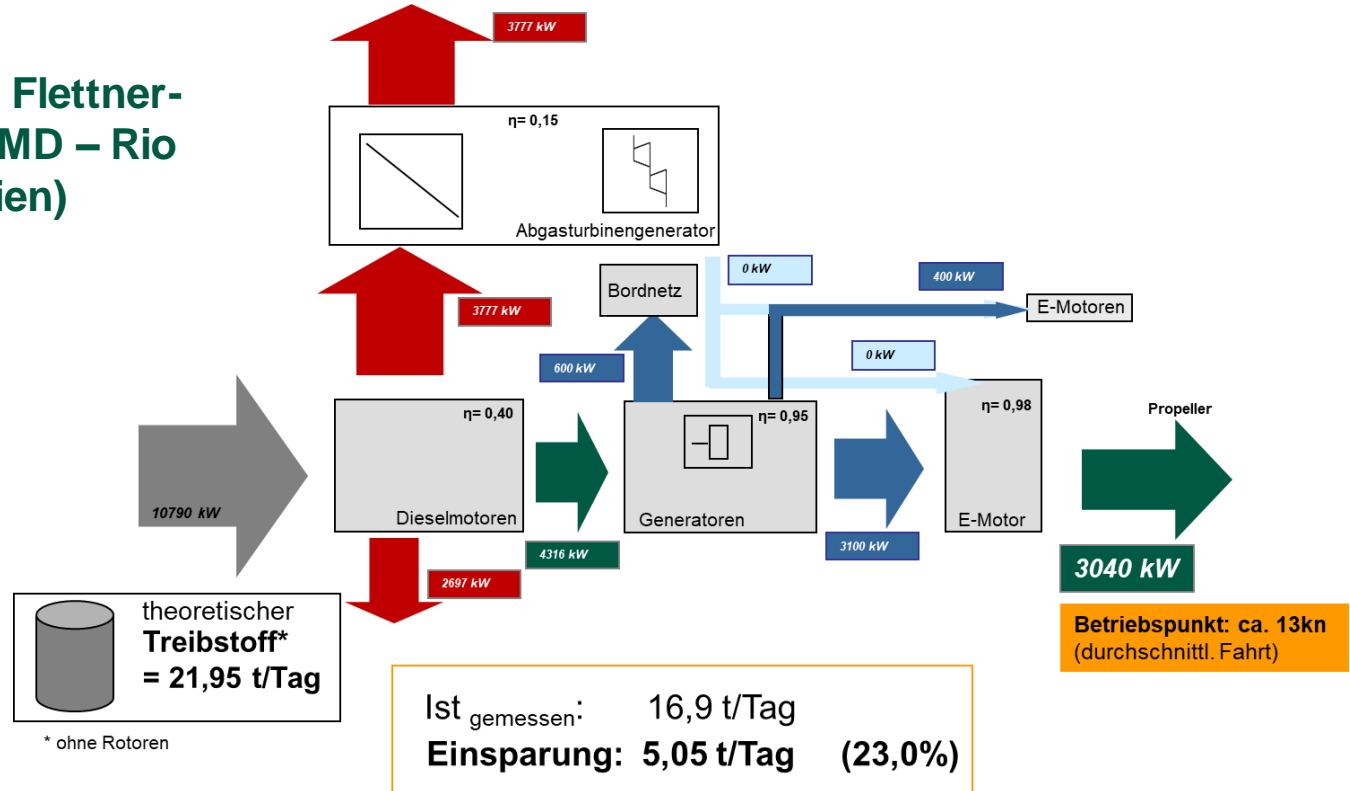 3777 kW
Flettner-
MD – Rio
ien)
η= 0,15
Abgasturbinengenerator
0 kW
400 kW
Bordnetz
E-Motoren
3777 kW
0 kW
600 kW
η= 0,40
η= 0,95
η= 0,98
Propeller
10790 kW
Dieselmotoren
Generatoren
E-Motor
4316 kW
3100 kW
3040 kW
2697 kW
theoretischer
Treibstoff*
= 21,95 t/Tag
* ohne Rotoren
Betriebspunkt: ca. 13kn
(durchschnittl. Fahrt)
Ist gemessen: 16,9 t/Tag
Einsparung: 5,05 t/Tag (23,0%)